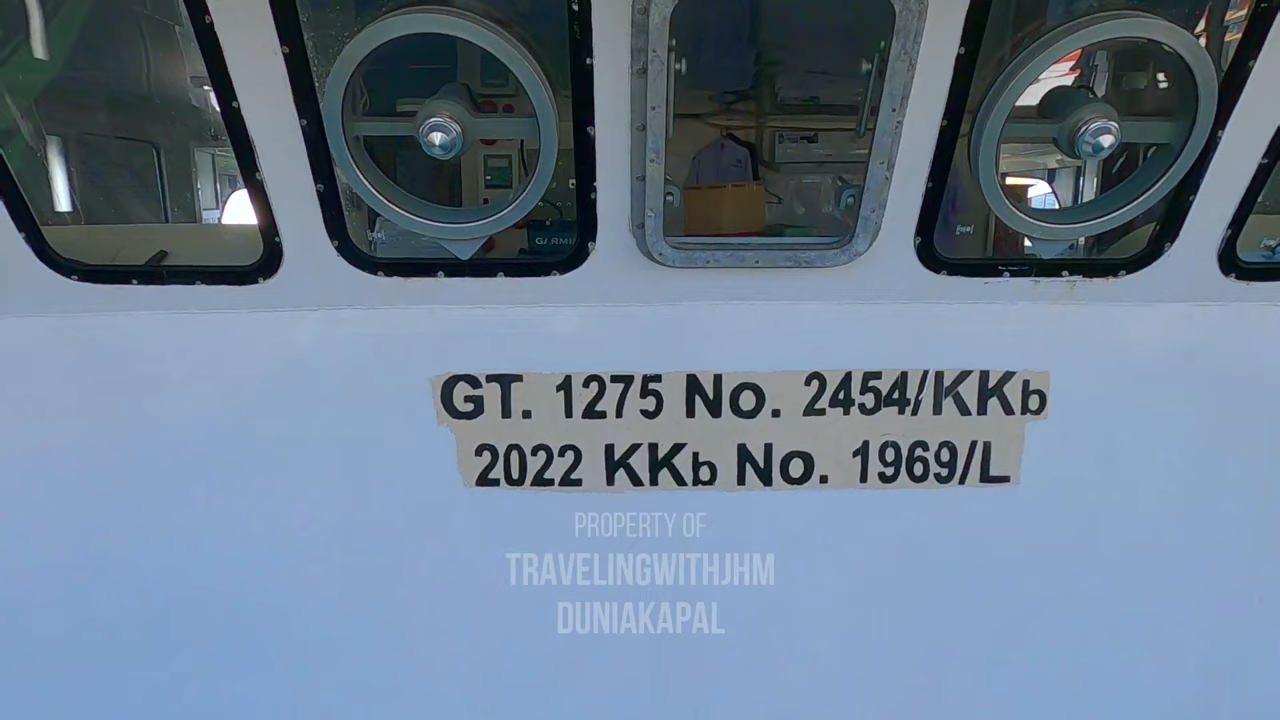 GT. 1275 No. 2454/KKb
2022 KKb No. 1969/L
PROPERTY OF
TRAVELINGWITHJHM
DUNIAKAPAL